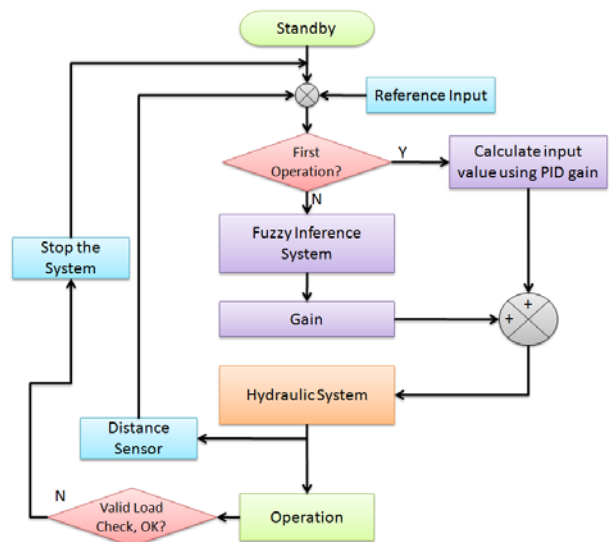 Standby
Reference Input
First
Operation?
Y
Calculate input
value using PID gain
N
Fuzzy Inference
System
Stop the
System
Gain
+
+
Hydraulic System
Distance
Sensor
N
Valid Load
Check, OK?
Operation